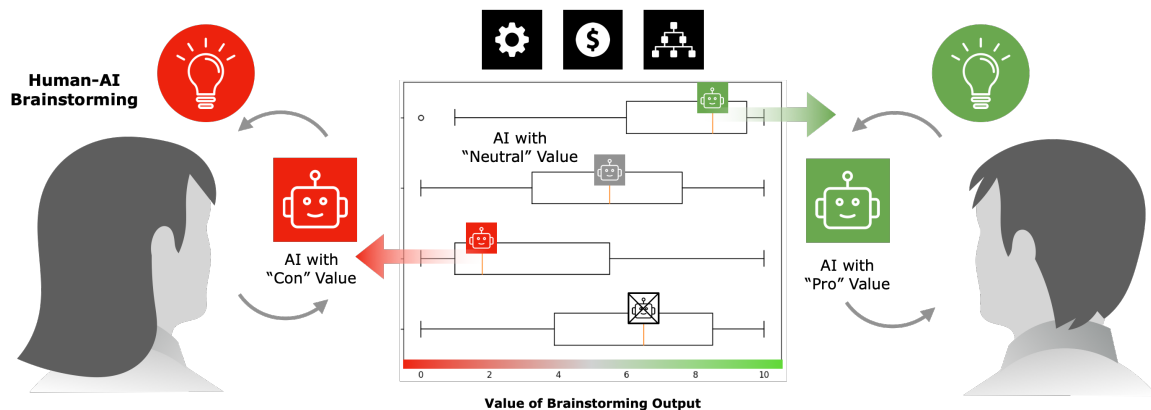 Human-AI
Brainstorming
$
AI with
“Neutral” Value
AI with
“Con” Value
AI with
“Pro” Value
0
2
4
6
8
10
Value of Brainstorming Output